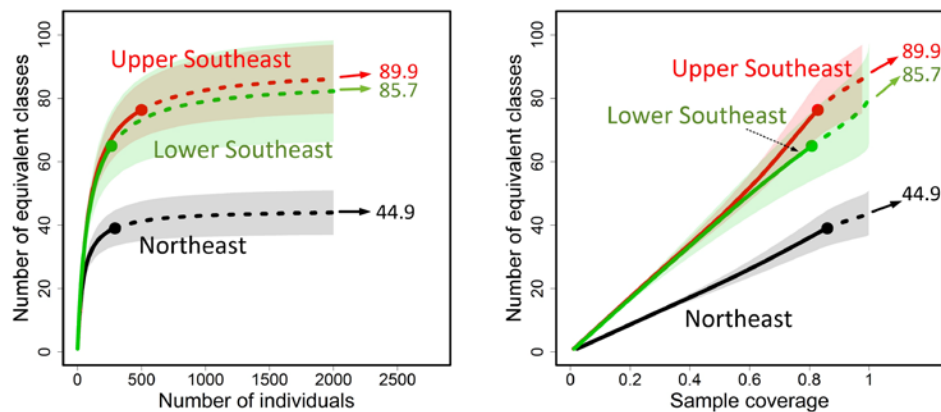 100
80
60
40
20
0
Number of equivalent classes
Upper Southeast
89.9
85.7
Lower Southeast
44.9
Northeast
0 500 1000 1500 2000 2500
Number of individuals
100
80
60
40
20
0
Number of equivalent classes
Upper Southeast
89.9
85.7
Lower Southeast
44.9
Northeast
0 0.2 0.4 0.6 0.8 1 1.2
Sample coverage